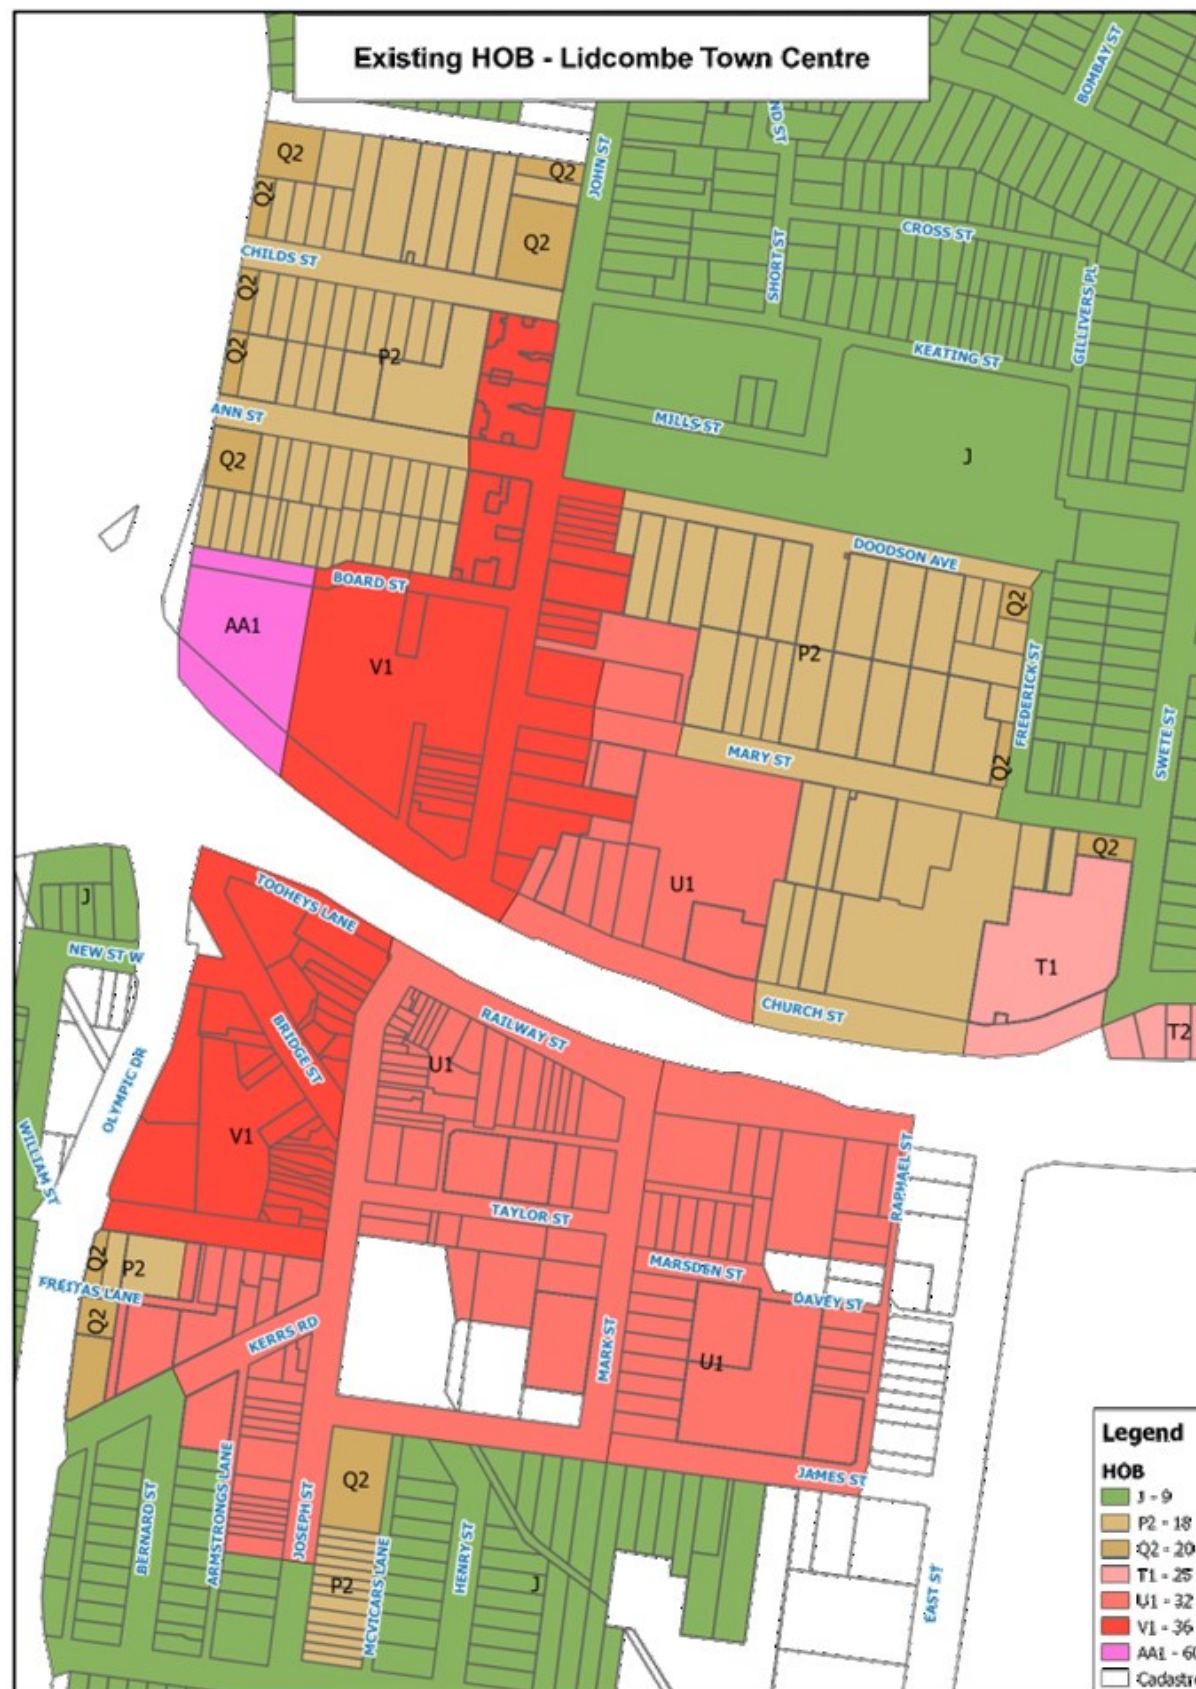 Existing HOB - Lidcombe Town Centre
BOMBAY ST
ND ST
JOHN ST
Q2
Q2
Q2
Q2
CROSS ST
CHILDS ST
SHORT ST
GILLIVERS PL
Q2
Q2
P2
KEATING ST
ANN ST
MILLS ST
J
Q2
DOODSON AVE
BOARD ST
Q2
AA1
V1
P2
FREDERICK ST
SWETE ST
MARY ST
Q2
Q2
U1
J
TOOHEYS LANE
NEW ST W
T1
CHURCH ST
RAILWAY ST
T2
BRIDGE ST
U1
OLYMPIC DR
V1
WILLIAM ST
RAPHAEL ST
TAYLOR ST
Q2
P2
MARSDEN ST
FREITAS LANE
DAVEY ST
Q2
KERRS RD
MARK ST
U1
JAMES ST
Q2
BERNARD ST
ARMSTRONGS LANE
JOSEPH ST
HENRY ST
P2
MCVICARS LANE
J
EAST ST
Legend
HOB
J - 9
P2 - 18
Q2 - 20
T1 - 25
U1 - 32
V1 - 36
AA1 - 60
Cadastre